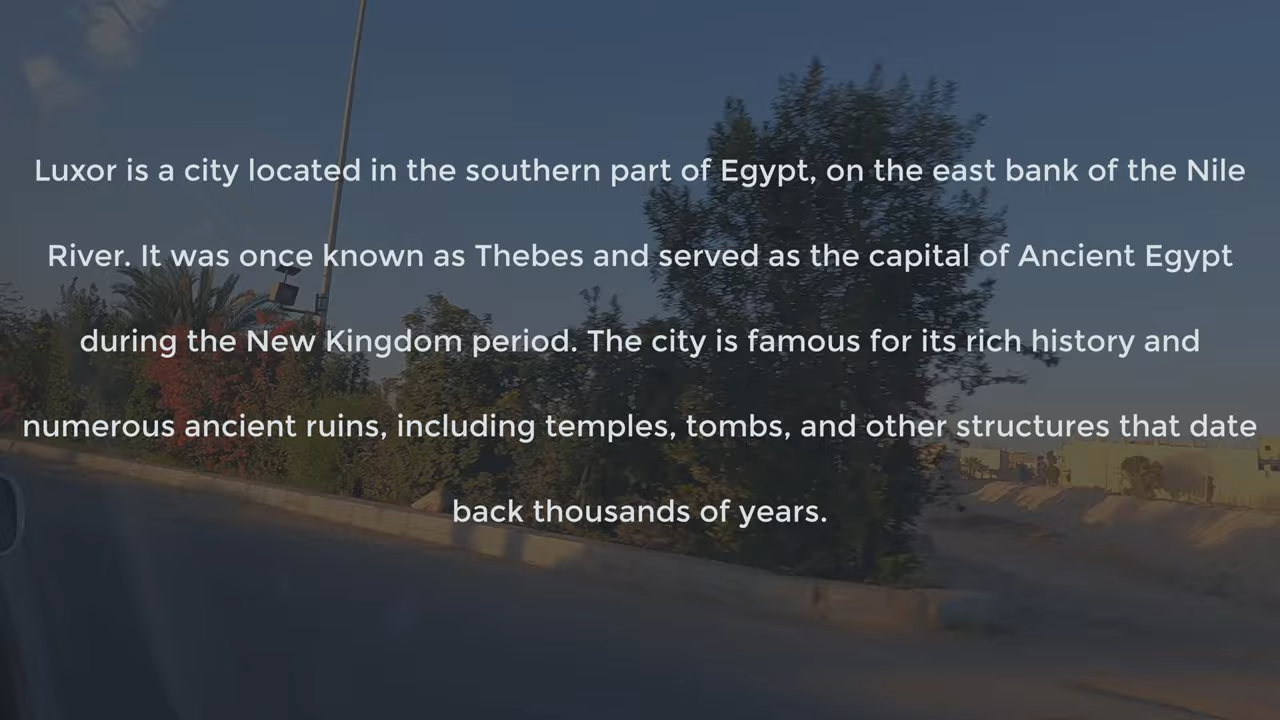 Luxor is a city located in the southern part of Egypt, on the east bank of the Nile
River. It was once known as Thebes and served as the capital of Ancient Egypt
during the New Kingdom period. The city is famous for its rich history and
numerous ancient ruins, including temples, tombs, and other structures that date
back thousands of years.